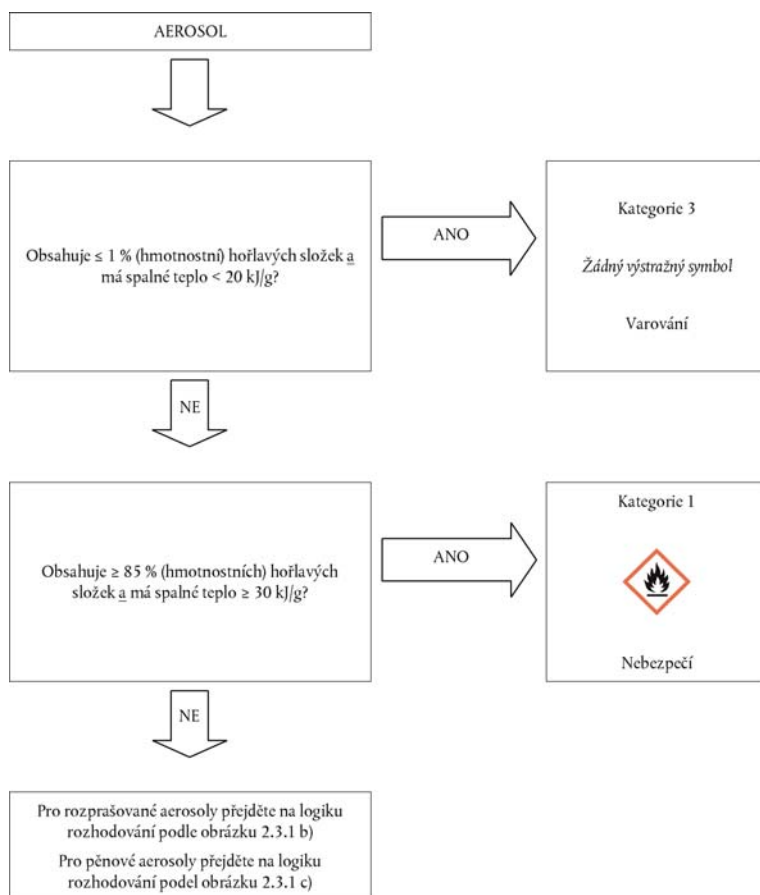 AEROSOL
Obsahuje ≤ 1 % (hmotnostní) hořlavých složek a
má spalné teplo < 20 kJ/g?
ANO
Kategorie 3
Žádný výstražný symbol
Varování
NE
Obsahuje ≥ 85 % (hmotnostních) hořlavých
složek a má spalné teplo ≥ 30 kJ/g?
ANO
Kategorie 1
Nebezpečí
NE
Pro rozprašované aerosoly přejděte na logiku
rozhodování podle obrázku 2.3.1 b)
Pro pěnové aerosoly přejděte na logiku
rozhodování podel obrázku 2.3.1 c)